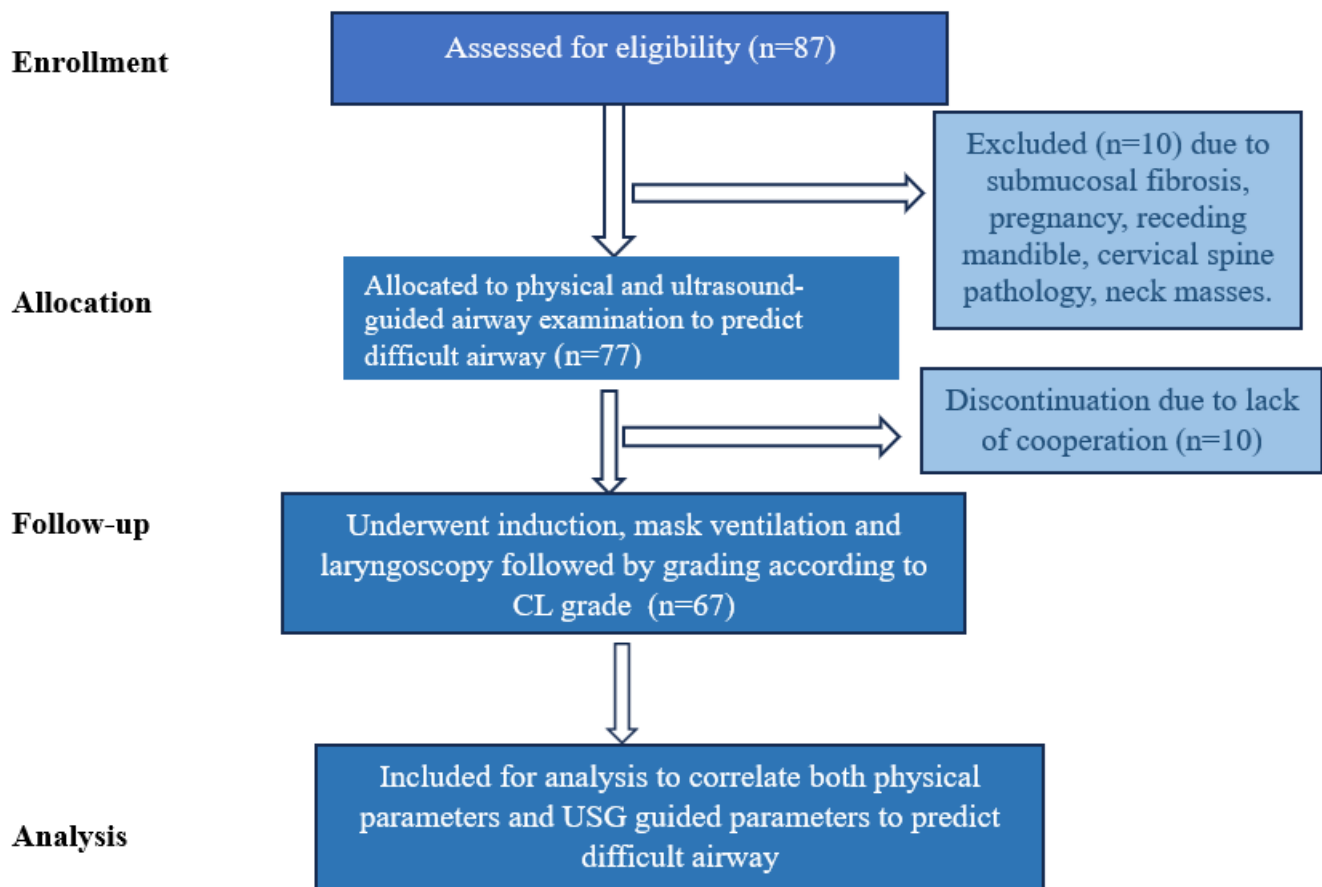 Enrollment
Assessed for eligibility (n=87)
Excluded (n=10) due to
submucosal fibrosis,
pregnancy, receding
mandible, cervical spine
pathology, neck masses.
Allocation
Allocated to physical and ultrasound-
guided airway examination to predict
difficult airway (n=77)
Discontinuation due to lack
of cooperation (n=10)
Follow-up
Underwent induction, mask ventilation and
laryngoscopy followed by grading according to
CL grade (n=67)
Analysis
Included for analysis to correlate both physical
parameters and USG guided parameters to predict
difficult airway